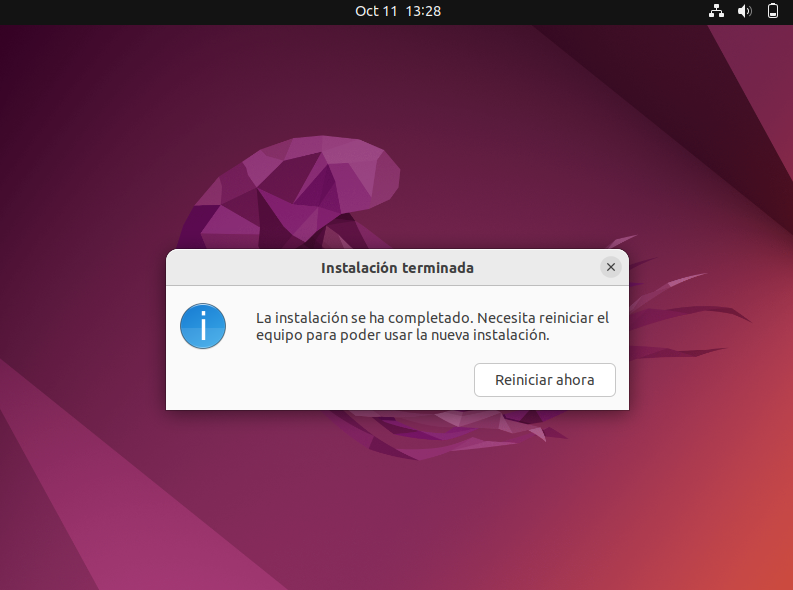 Oct 11 13:28
Instalación terminada
La instalación se ha completado. Necesita reiniciar el
equipo para poder usar la nueva instalación.
Reiniciar ahora